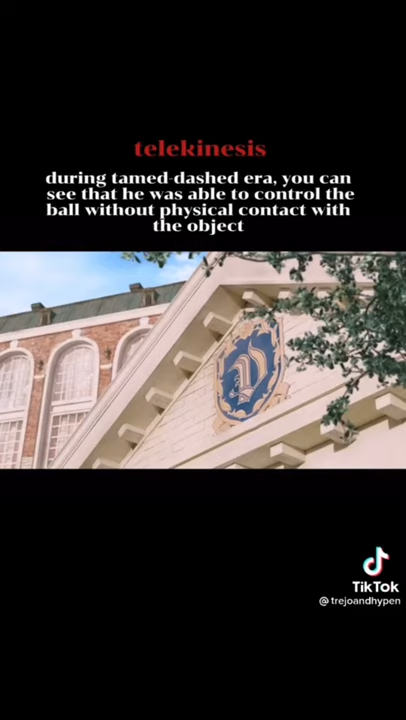 telekinesis
during tamed-dashed era, you can
see that he was able to control the
ball without physical contact with
the object
D
TikTok
@trejoandhypen